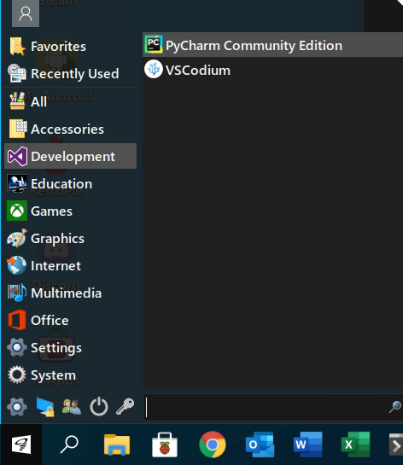 Favorites
PyCharm Community Edition
Recently Used
VSCodium
All
Accessories
Development
Education
Games
Graphics
Internet
Multimedia
Office
Settings
System